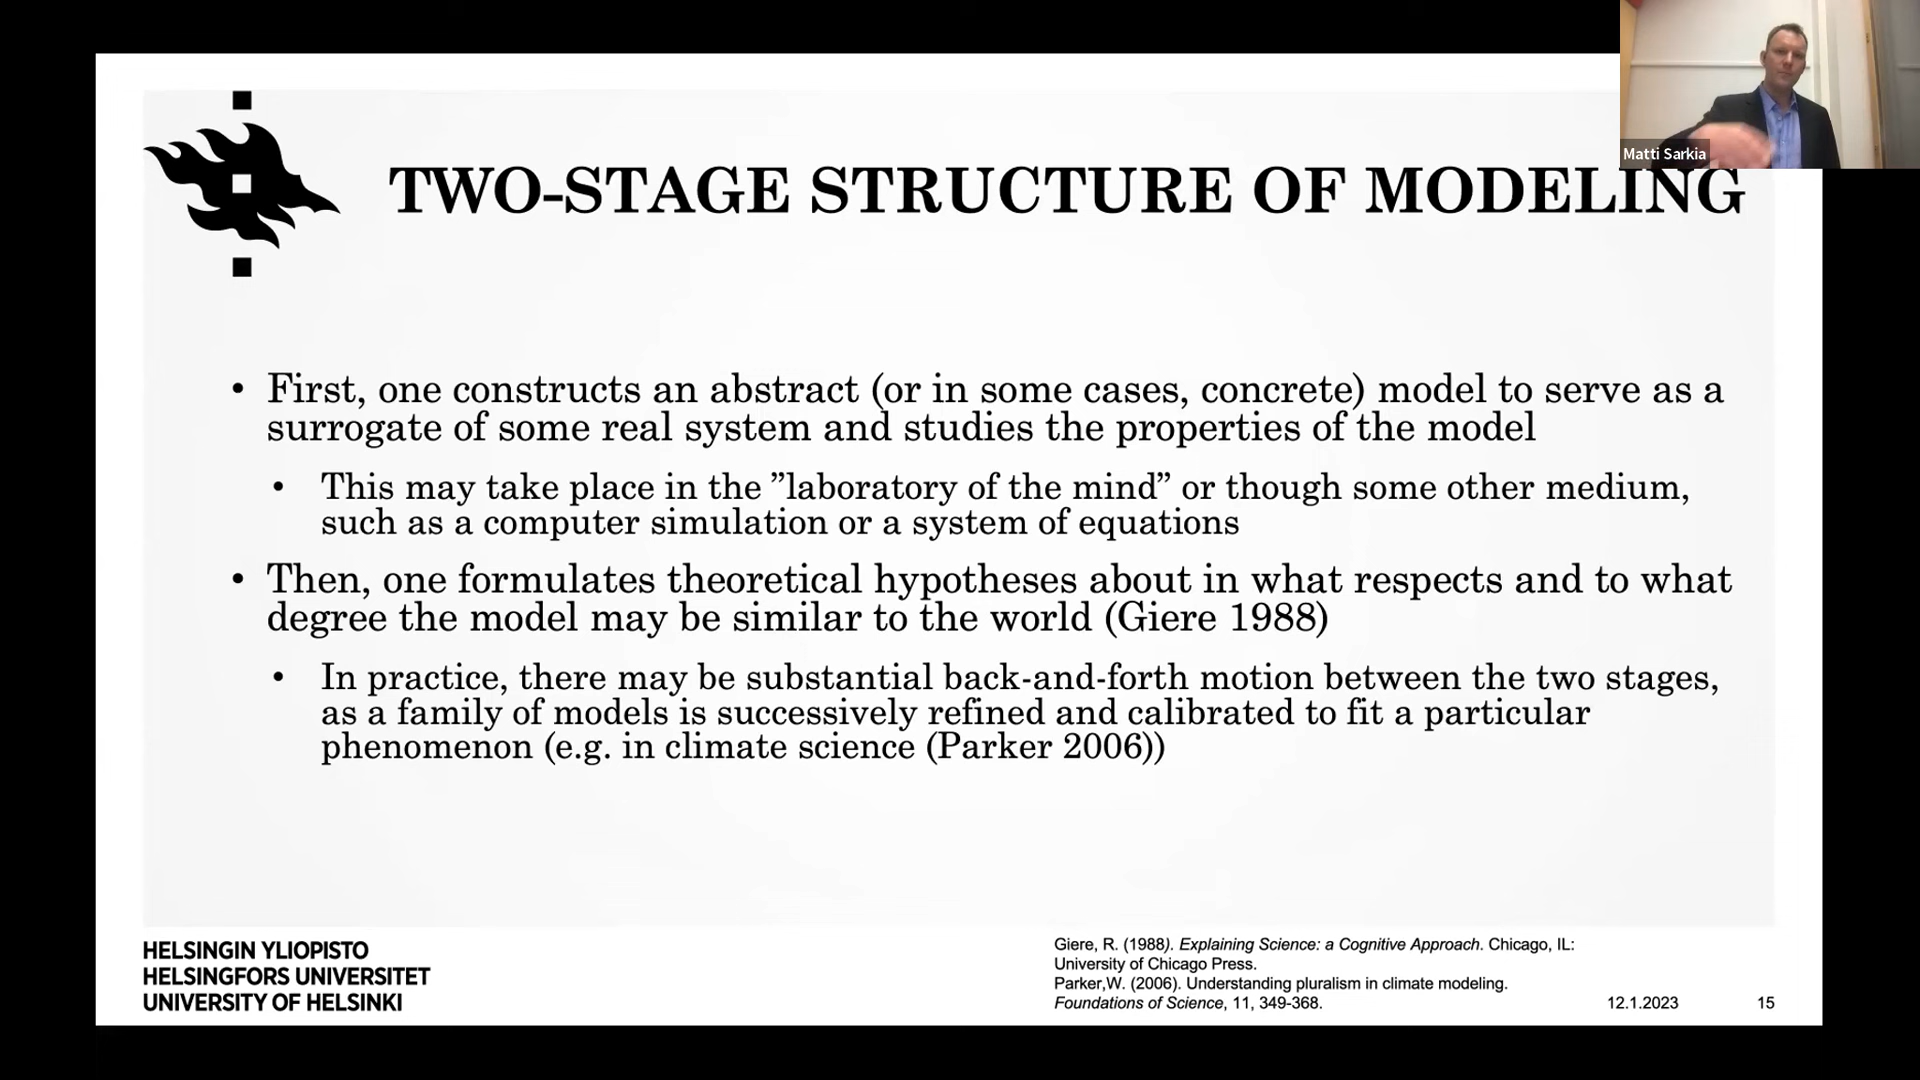 Matti Sarkia
TWO-STAGE STRUCTURE OF MODELING
• First, one constructs an abstract (or in some cases, concrete) model to serve as a
surrogate of some real system and studies the properties of the model
• This may take place in the ”laboratory of the mind” or though some other medium,
such as a computer simulation or a system of equations
• Then, one formulates theoretical hypotheses about in what respects and to what
degree the model may be similar to the world (Giere 1988)
• In practice, there may be substantial back-and-forth motion between the two stages,
as a family of models is successively refined and calibrated to fit a particular
phenomenon (e.g. in climate science (Parker 2006))
HELSINGIN YLIOPISTO
HELSINGFORS UNIVERSITET
UNIVERSITY OF HELSINKI
Giere, R. (1988). Explaining Science: a Cognitive Approach. Chicago, IL:
University of Chicago Press.
Parker,W. (2006). Understanding pluralism in climate modeling.
Foundations of Science, 11, 349-368.
12.1.2023
15